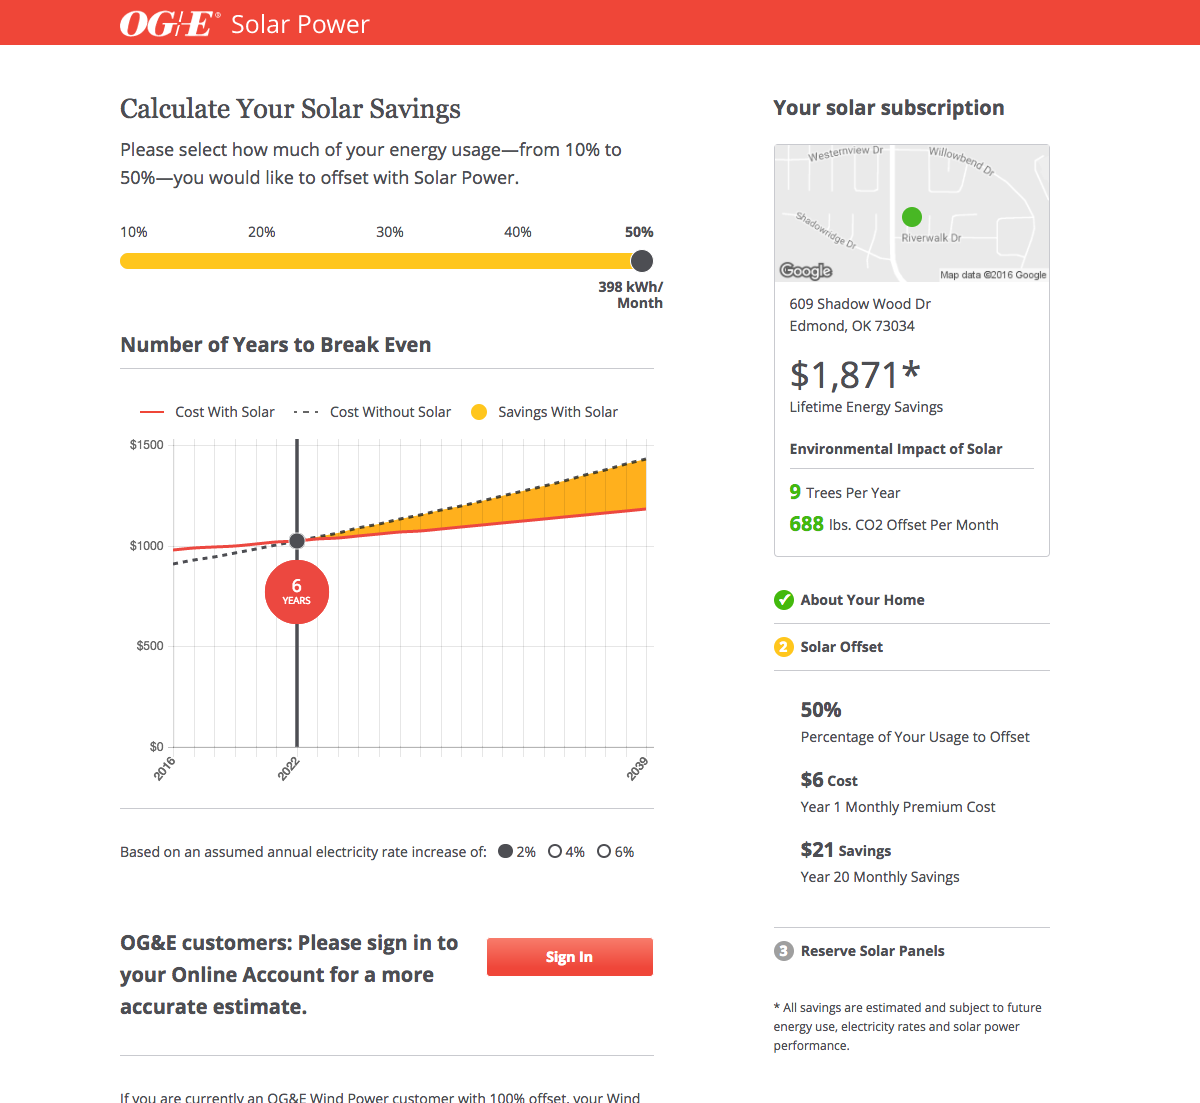 OG+E® Solar Power
Calculate Your Solar Savings
Please select how much of your energy usage—from 10% to
50%—you would like to offset with Solar Power.
10% 20% 30% 40% 50%
398 kWh/
Month
Number of Years to Break Even
Cost With Solar Cost Without Solar Savings With Solar
$1500
$1000
6
YEARS
$500
$0
2016 2022 2039
Based on an assumed annual electricity rate increase of: 2% 4% 6%
OG&E customers: Please sign in to
your Online Account for a more
accurate estimate.
Sign In
If you are currently an OG&E Wind Power customer with 100% offset, your Wind
Your solar subscription
Westernview Dr
Willowbend Dr
Shadowridge Dr
Riverwalk Dr
Google
Map data ©2016 Google
609 Shadow Wood Dr
Edmond, OK 73034
$1,871*
Lifetime Energy Savings
Environmental Impact of Solar
9 Trees Per Year
688 lbs. CO2 Offset Per Month
About Your Home
2 Solar Offset
50%
Percentage of Your Usage to Offset
$6 Cost
Year 1 Monthly Premium Cost
$21 Savings
Year 20 Monthly Savings
3 Reserve Solar Panels
* All savings are estimated and subject to future
energy use, electricity rates and solar power
performance.